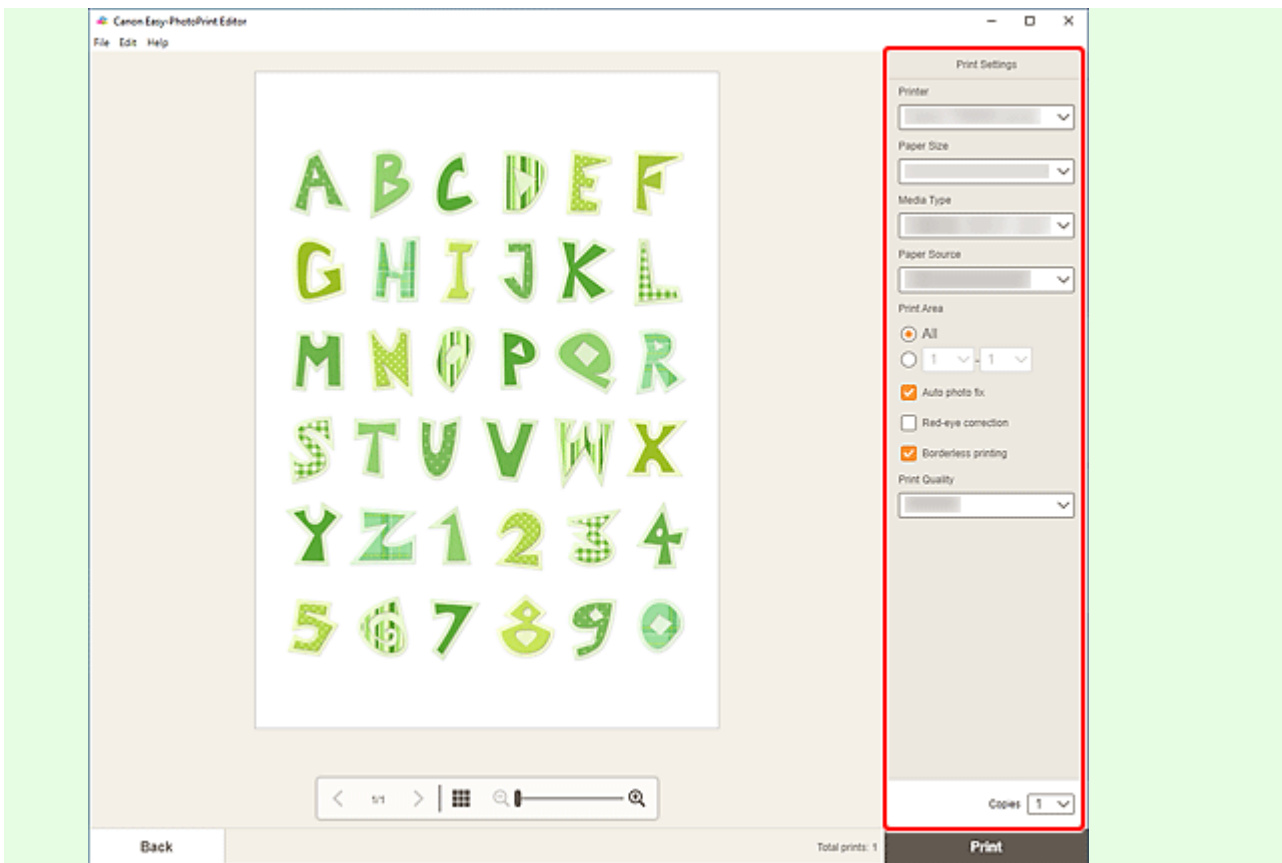 Canon Easy-PhotoPrint Editor
File Edit Help
A B C D E F
G H I J K L
M N O P Q R
S T U V W X
Y Z 1 2 3 4
5 6 7 8 9 0
1/1
Back
Total prints: 1
Print Settings
Printer
Paper Size
Media Type
Paper Source
Print Area
All
1 - 1
Auto photo fix
Red-eye correction
Borderless printing
Print Quality
Copies 1
Print